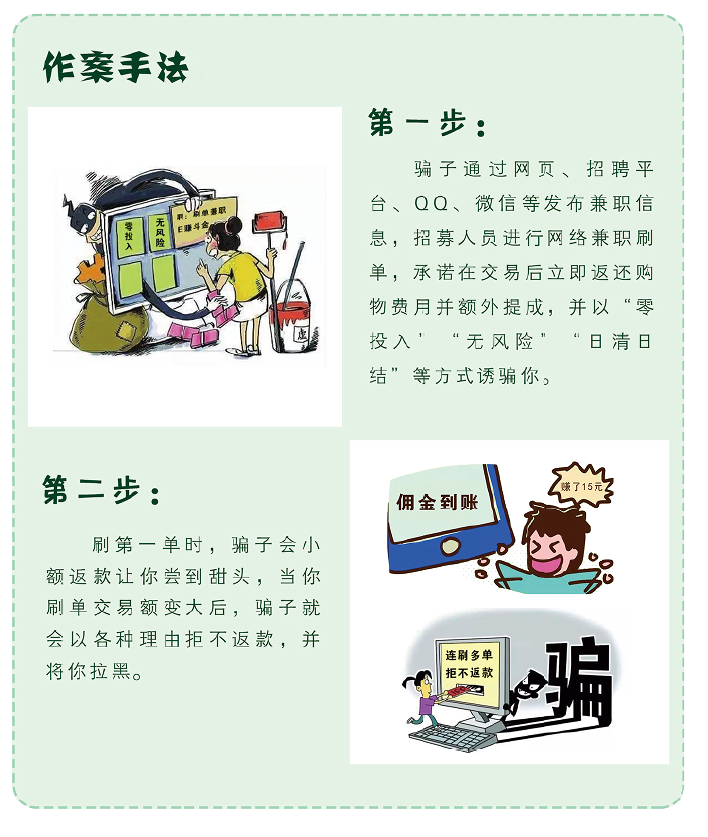 作案手法
第一步：
骗子通过网页、招聘平
台、QQ、微信等发布兼职信
息，招募人员进行网络兼职刷
单，承诺在交易后立即返还购
物费用并额外提成，并以“零
投入’“无风险”“日清日
结”等方式诱骗你。
零投入
无风险
职：刷单兼职
E赚斗金
虚
第二步：
刷第一单时，骗子会小
额返款让你尝到甜头，当你
刷单交易额变大后，骗子就
会以各种理由拒不返款，并
将你拉黑。
佣金到账
赚了15元
连刷多单
拒不返款
骗